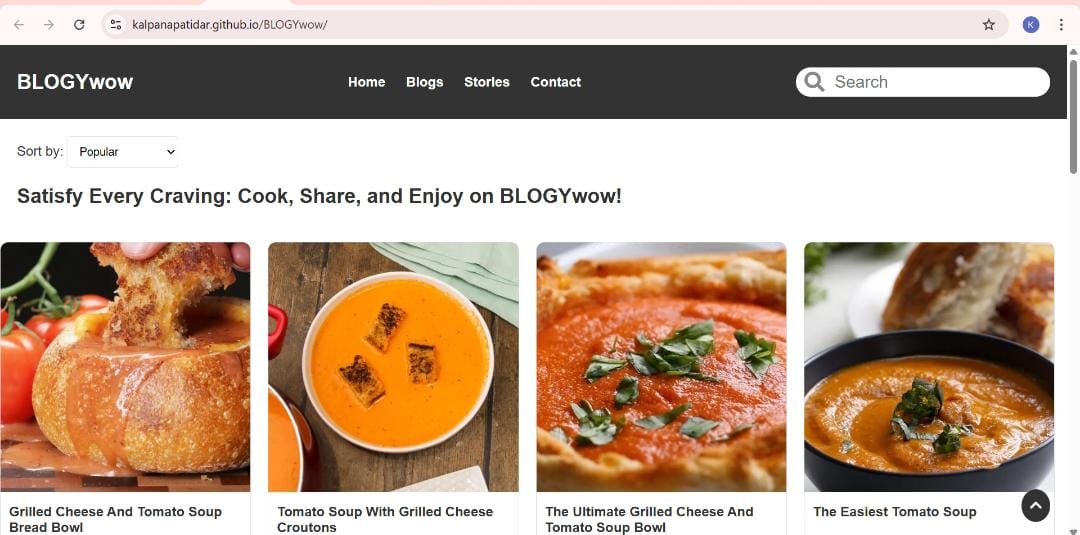 kalpanapatidar.github.io/BLOGYwow/
K
BLOGYwow
Home Blogs Stories Contact
Search
Sort by: Popular
Satisfy Every Craving: Cook, Share, and Enjoy on BLOGYwow!
Grilled Cheese And Tomato Soup
Bread Bowl
Tomato Soup With Grilled Cheese
Croutons
The Ultimate Grilled Cheese And
Tomato Soup Bowl
The Easiest Tomato Soup